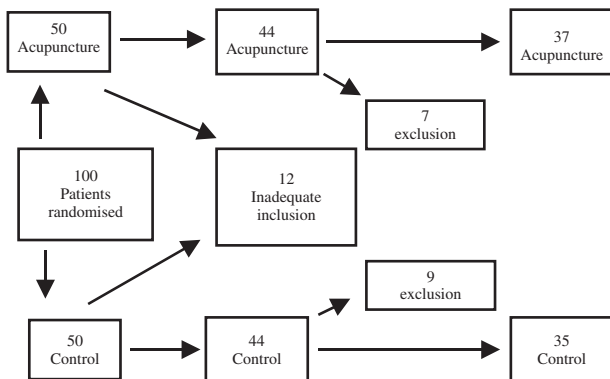 50
Acupuncture
44
Acupuncture
37
Acupuncture
7
exclusion
100
Patients
randomised
12
Inadequate
inclusion
9
exclusion
50
Control
44
Control
35
Control